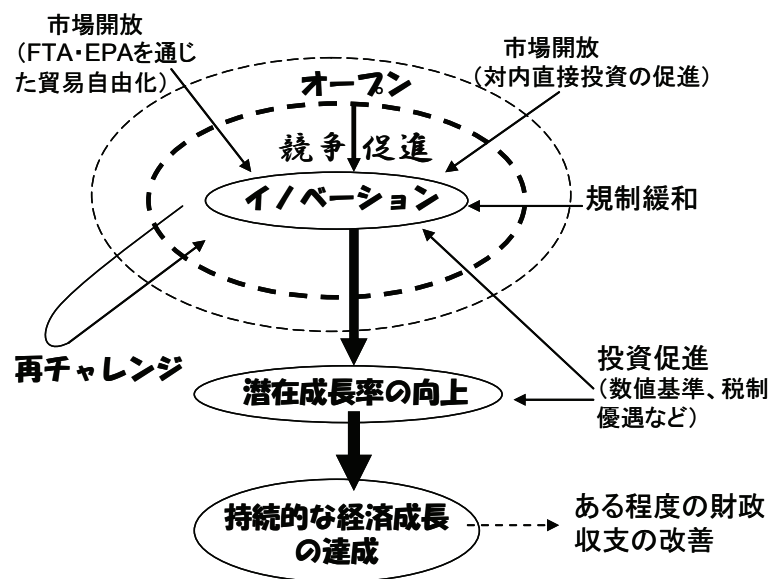 市場開放
(FTA・EPAを通じ
た貿易自由化)
市場開放
(対内直接投資の促進)
オープン
競争促進
イノベーション
規制緩和
再チャレンジ
投資促進
(数値基準、税制
優遇など)
潜在成長率の向上
持続的な経済成長
の達成
ある程度の財政
収支の改善